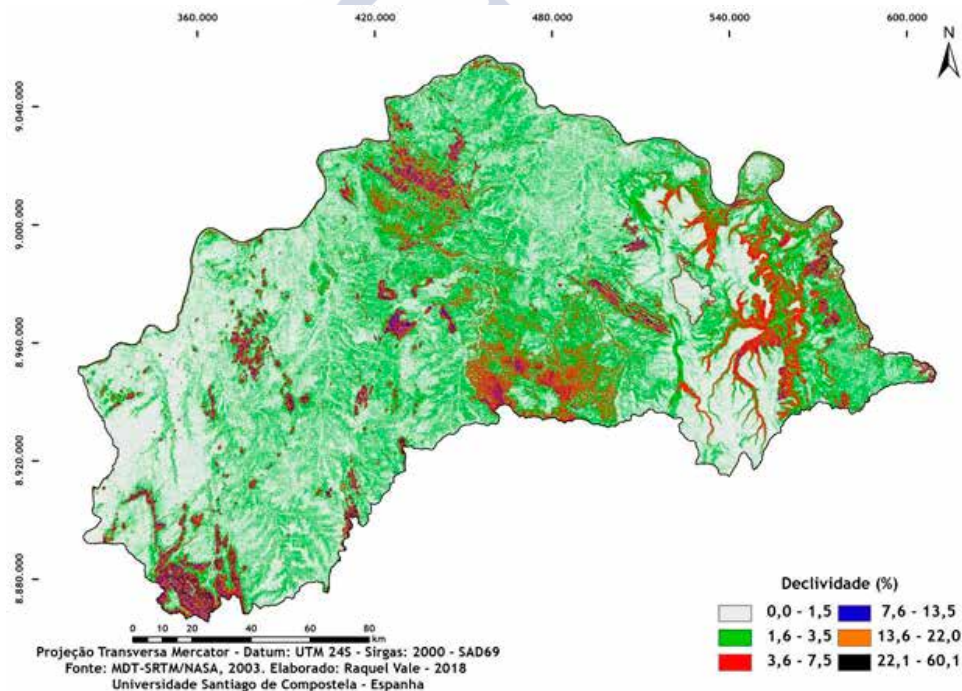 360.000 420.000 480.000 540.000 600.000
N
9.040.000
9.000.000
8.960.000
8.920.000
8.880.000
Declividade (%)
0,0 - 1,5 7,6 - 13,5
1,6 - 3,5 13,6 - 22,0
3,6 - 7,5 22,1 - 60,1
0 20 40 60 80
km
Projeção Transversa Mercator - Datum: UTM 24S - Sirgas: 2000 - SAD69
Fonte: MDT-SRTM/NASA, 2003. Elaborado: Raquel Vale - 2018
Universidade Santiago de Compostela - Espanha